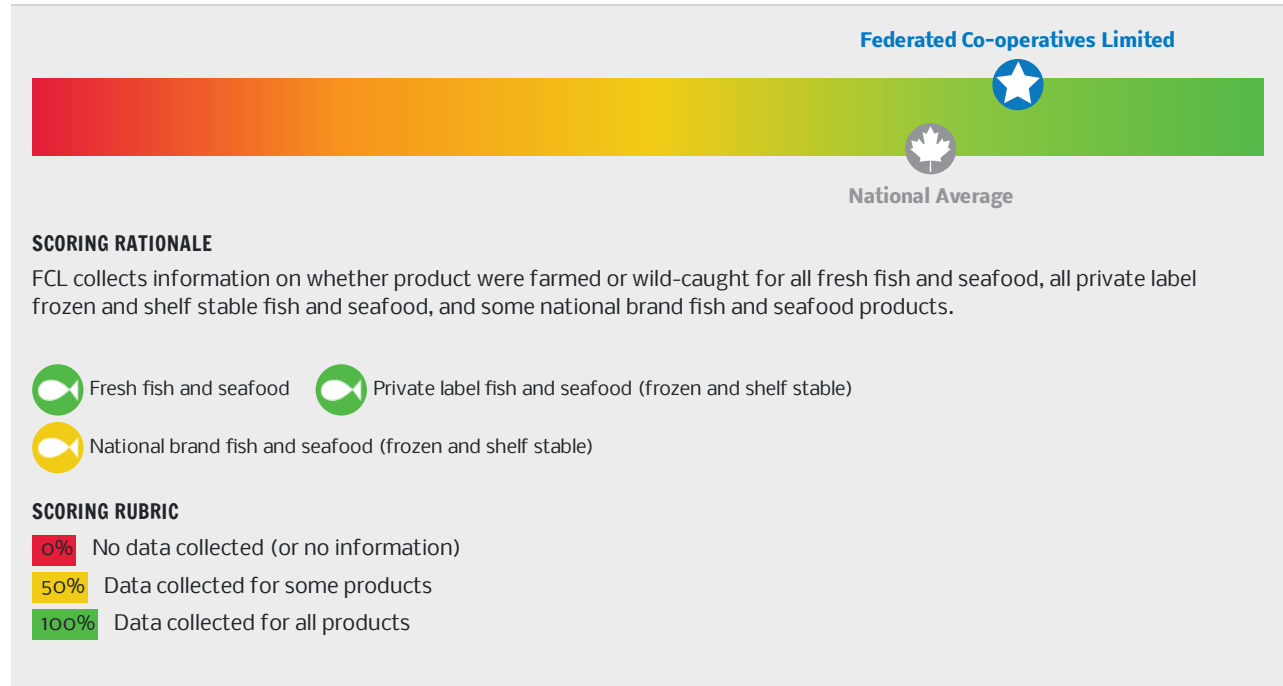 Federated Co-operatives Limited
National Average
SCORING RATIONALE
FCL collects information on whether product were farmed or wild-caught for all fresh fish and seafood, all private label
frozen and shelf stable fish and seafood, and some national brand fish and seafood products.
Fresh fish and seafood Private label fish and seafood (frozen and shelf stable)
National brand fish and seafood (frozen and shelf stable)
SCORING RUBRIC
0% No data collected (or no information)
50% Data collected for some products
100% Data collected for all products